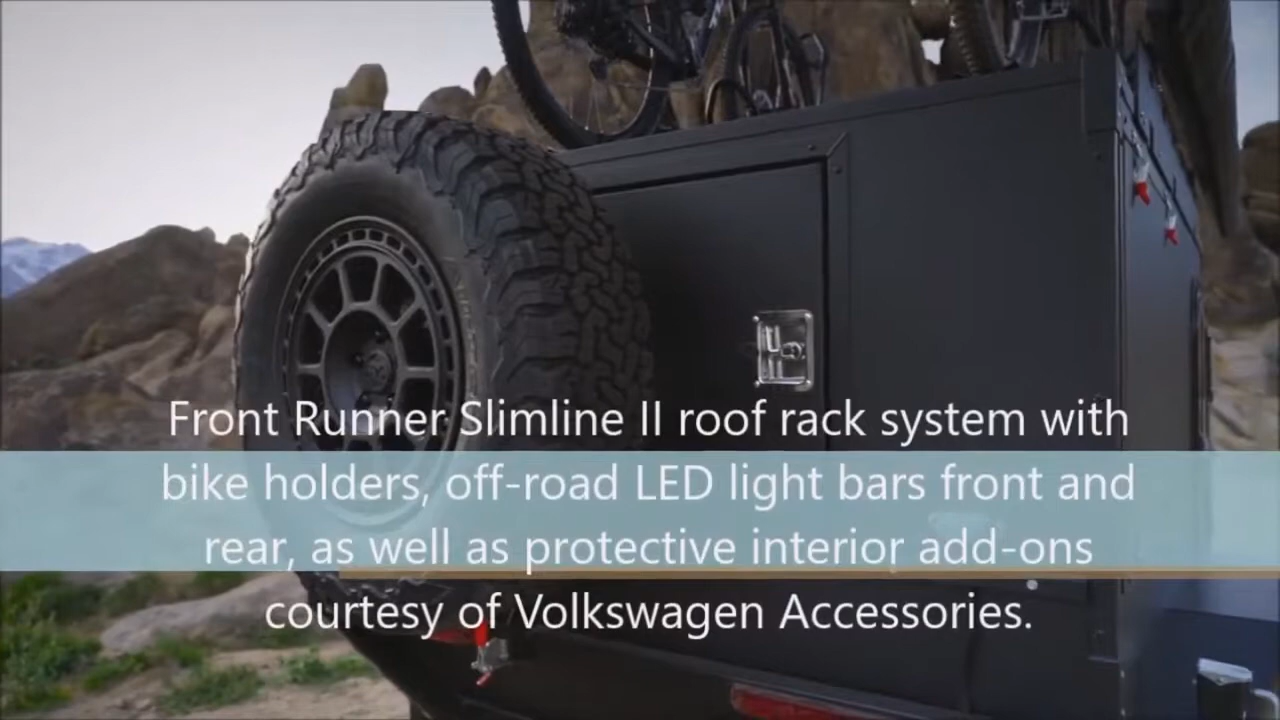 Front Runner Slimline II roof rack system with
bike holders, off-road LED light bars front and
rear, as well as protective interior add-ons
courtesy of Volkswagen Accessories.